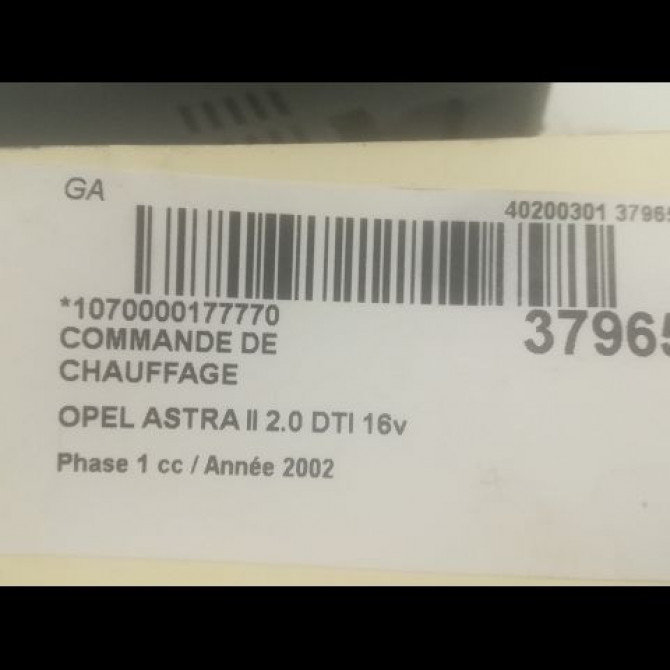 GA
40200301 37965
*1070000177770
37965
COMMANDE DE
CHAUFFAGE
OPEL ASTRA II 2.0 DTI 16v
Phase 1 cc / Année 2002